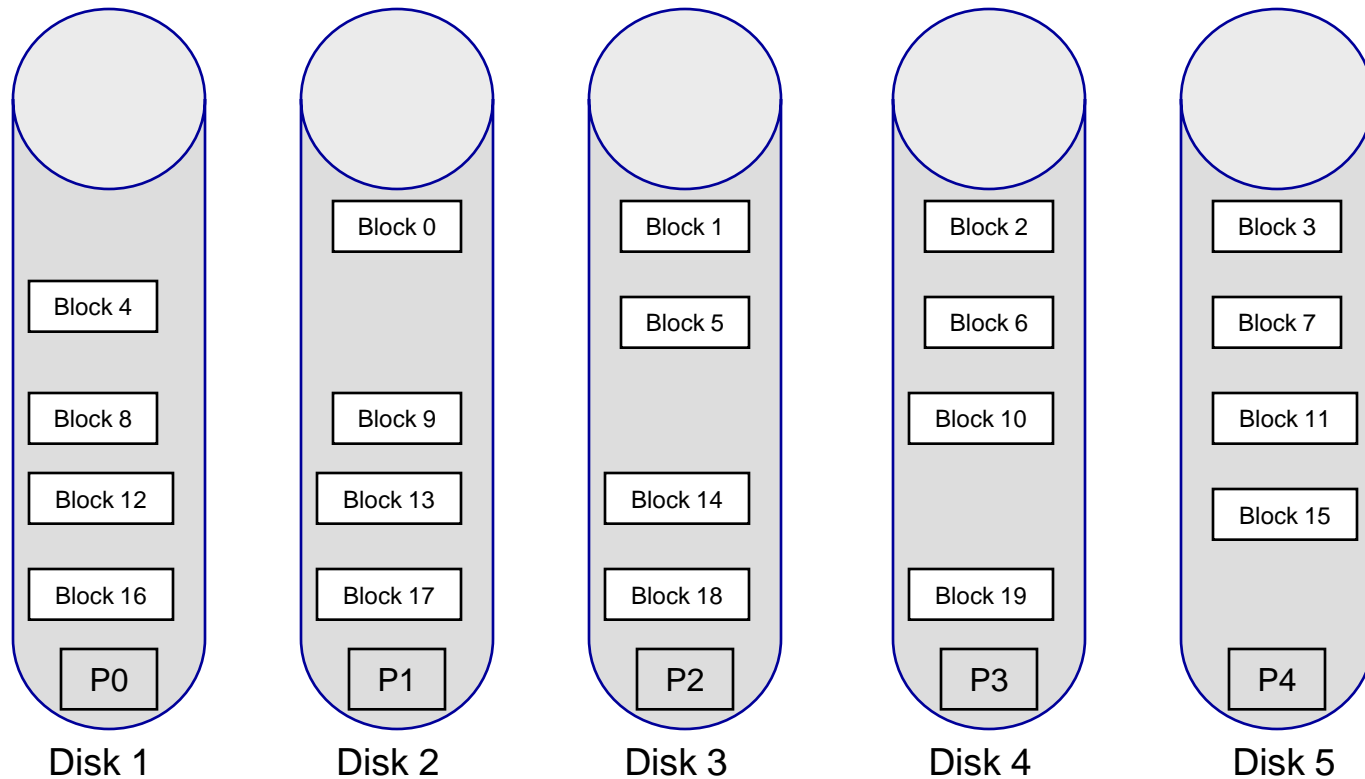 Block 0
Block 1
Block 2
Block 3
Block 4
Block 5
Block 6
Block 7
Block 8
Block 9
Block 10
Block 11
Block 12
Block 13
Block 14
Block 15
Block 16
Block 17
Block 18
Block 19
P0
P1
P2
P3
P4
Disk 1
Disk 2
Disk 3
Disk 4
Disk 5